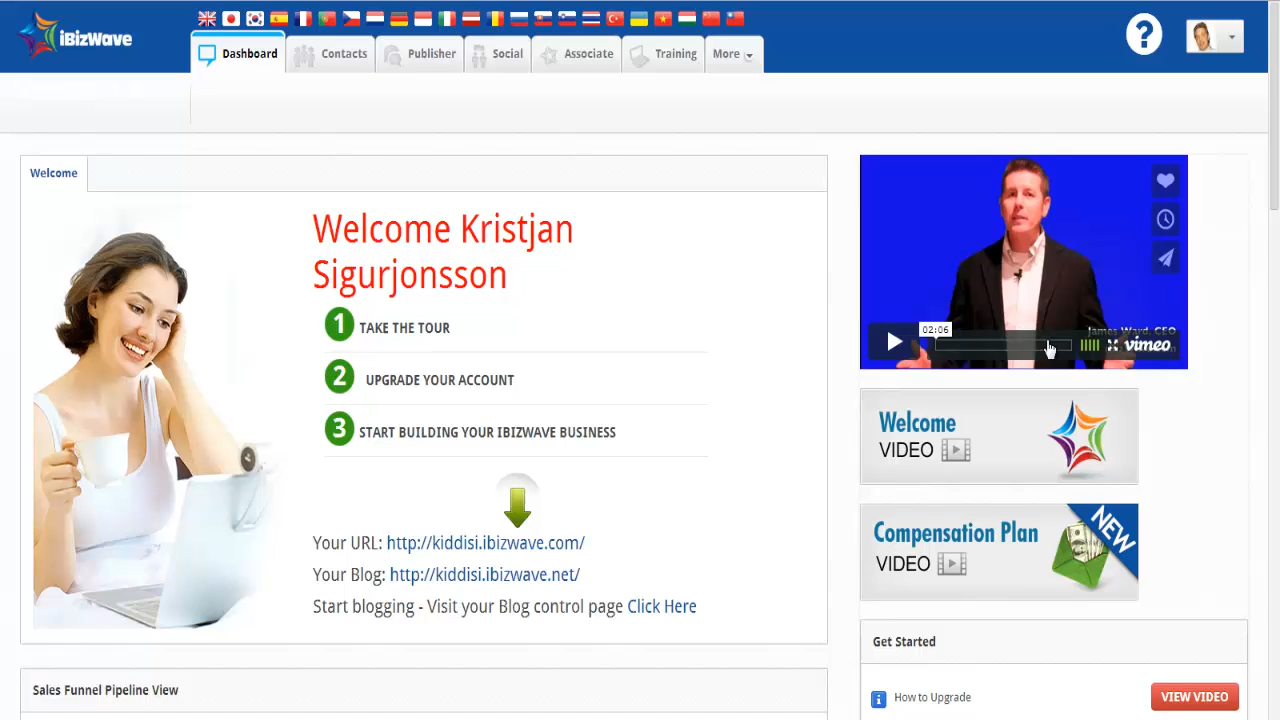 iBizWave
Dashboard
Contacts
Publisher
Social
Associate
Training
More
?
Welcome
Welcome Kristjan
Sigurjonsson
1 TAKE THE TOUR
2 UPGRADE YOUR ACCOUNT
3 START BUILDING YOUR IBIZWAVE BUSINESS
Your URL: http://kiddisi.ibizwave.com/
Your Blog: http://kiddisi.ibizwave.net/
Start blogging - Visit your Blog control page Click Here
Sales Funnel Pipeline View
02:06
James Ward, CEO
vimeo
Welcome
VIDEO
Compensation Plan
VIDEO
NEW
Get Started
How to Upgrade
VIEW VIDEO